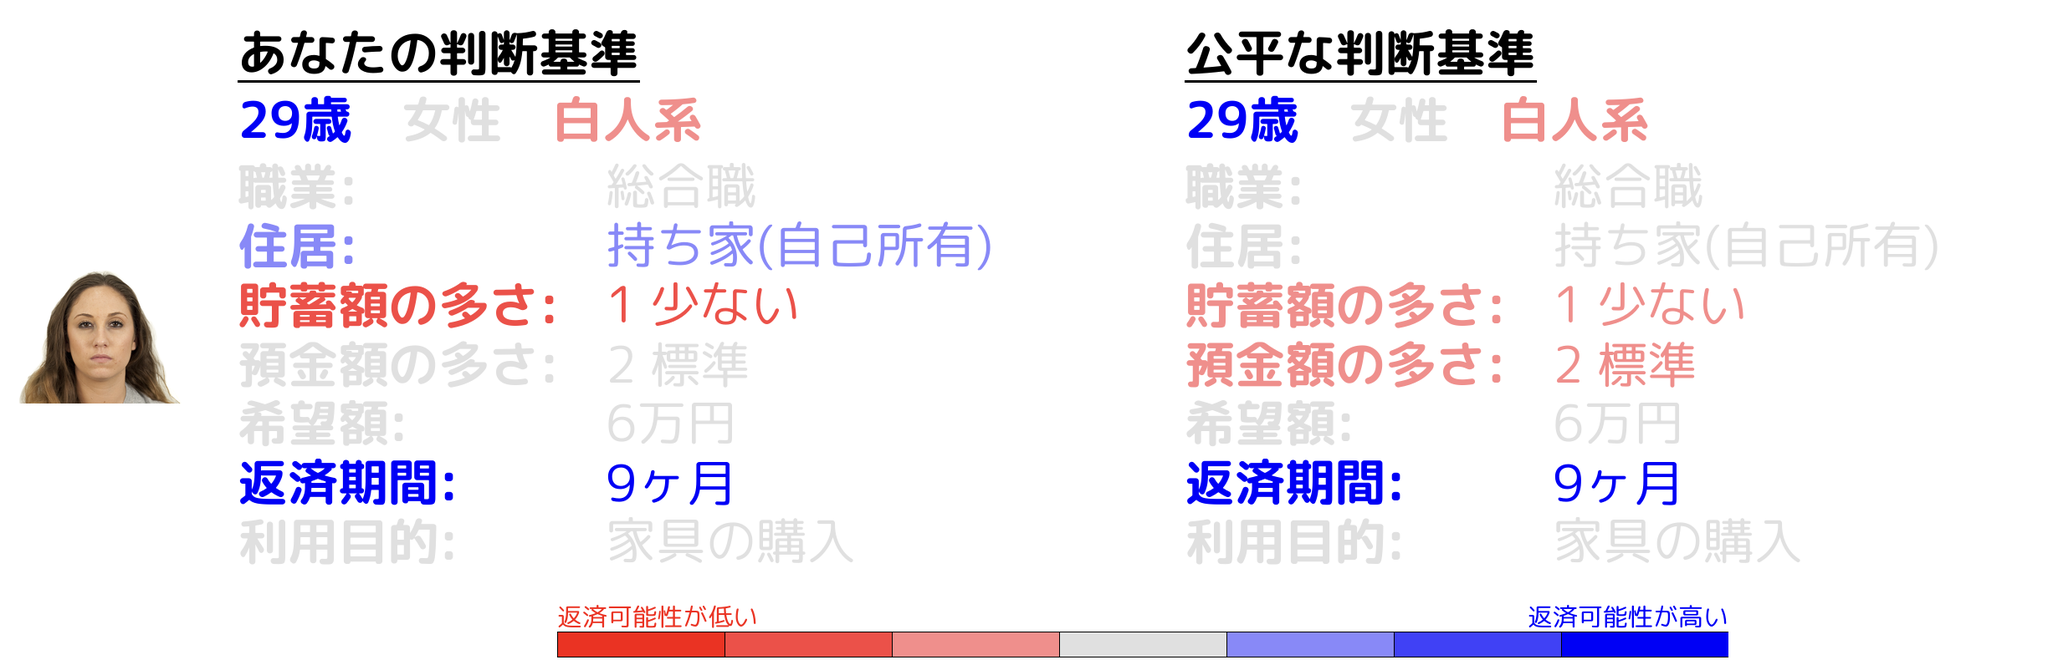 あなたの判断基準
29歳 女性 白人系
職業: 総合職
住居: 持ち家(自己所有)
貯蓄額の多さ: 1 少ない
預金額の多さ: 2 標準
希望額: 6万円
返済期間: 9ヶ月
利用目的: 家具の購入
公平な判断基準
29歳 女性 白人系
職業: 総合職
住居: 持ち家(自己所有)
貯蓄額の多さ: 1 少ない
預金額の多さ: 2 標準
希望額: 6万円
返済期間: 9ヶ月
利用目的: 家具の購入
返済可能性が低い
返済可能性が高い